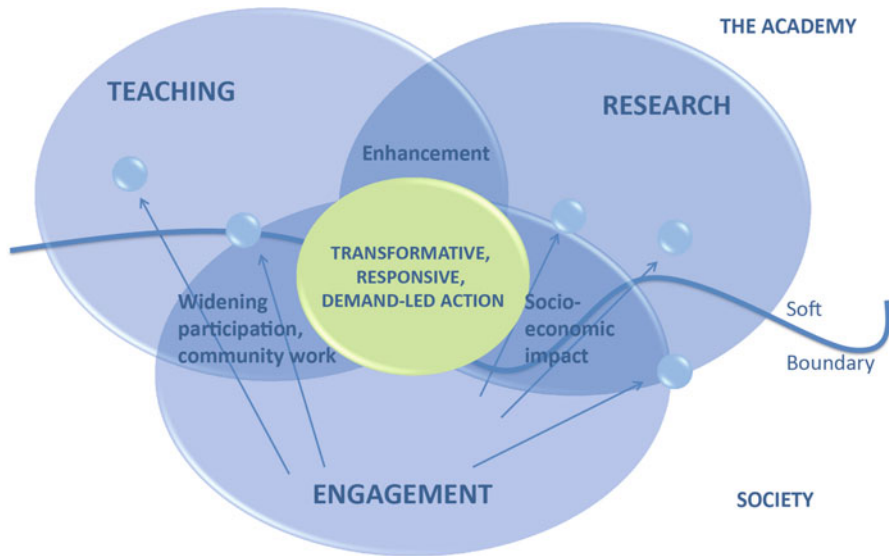 THE ACADEMY
TEACHING
RESEARCH
Enhancement
TRANSFORMATIVE,
RESPONSIVE,
DEMAND-LED ACTION
Widening
participation,
community work
Socio-
economic
impact
Soft
Boundary
ENGAGEMENT
SOCIETY